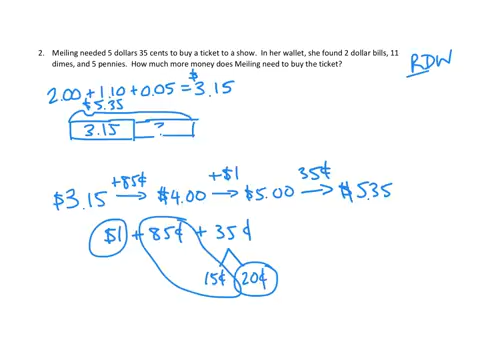 2. Meiling needed 5 dollars 35 cents to buy a ticket to a show. In her wallet, she found 2 dollar bills, 11
dimes, and 5 pennies. How much more money does Meiling need to buy the ticket?
RDW
2.00 + 1.10 + 0.05 = $3.15
$5.35
3.15 ?
+85¢ +$1 35¢
$3.15 → $4.00 → $5.00 → $5.35
$1 + 85¢ + 35¢
15¢ 20¢